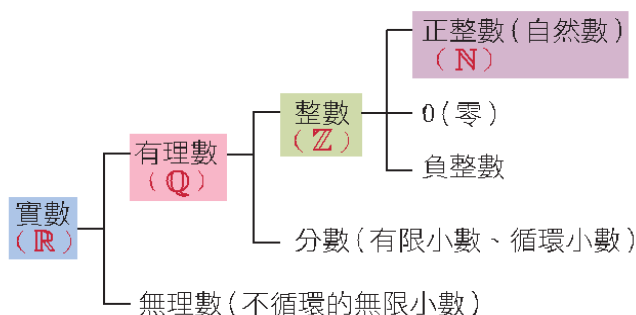 正整數(自然數)
(ℕ)
整數
(ℤ)
0(零)
負整數
有理數
(ℚ)
分數(有限小數、循環小數)
實數
(ℝ)
無理數(不循環的無限小數)